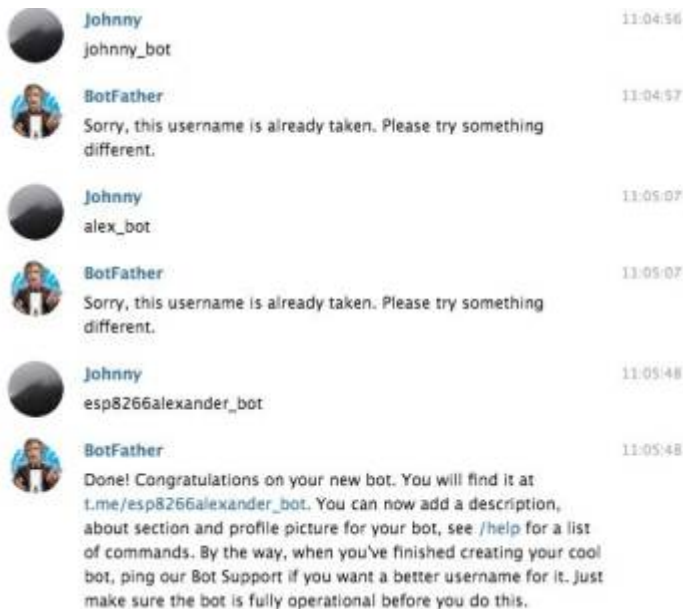 Johnny 11:04:56
johnny_bot
BotFather 11:04:57
Sorry, this username is already taken. Please try something
different.
Johnny 11:05:07
alex_bot
BotFather 11:05:07
Sorry, this username is already taken. Please try something
different.
Johnny 11:05:48
esp8266alexander_bot
BotFather 11:05:48
Done! Congratulations on your new bot. You will find it at
t.me/esp8266alexander_bot. You can now add a description,
about section and profile picture for your bot, see /help for a list
of commands. By the way, when you've finished creating your cool
bot, ping our Bot Support if you want a better username for it. Just
make sure the bot is fully operational before you do this.